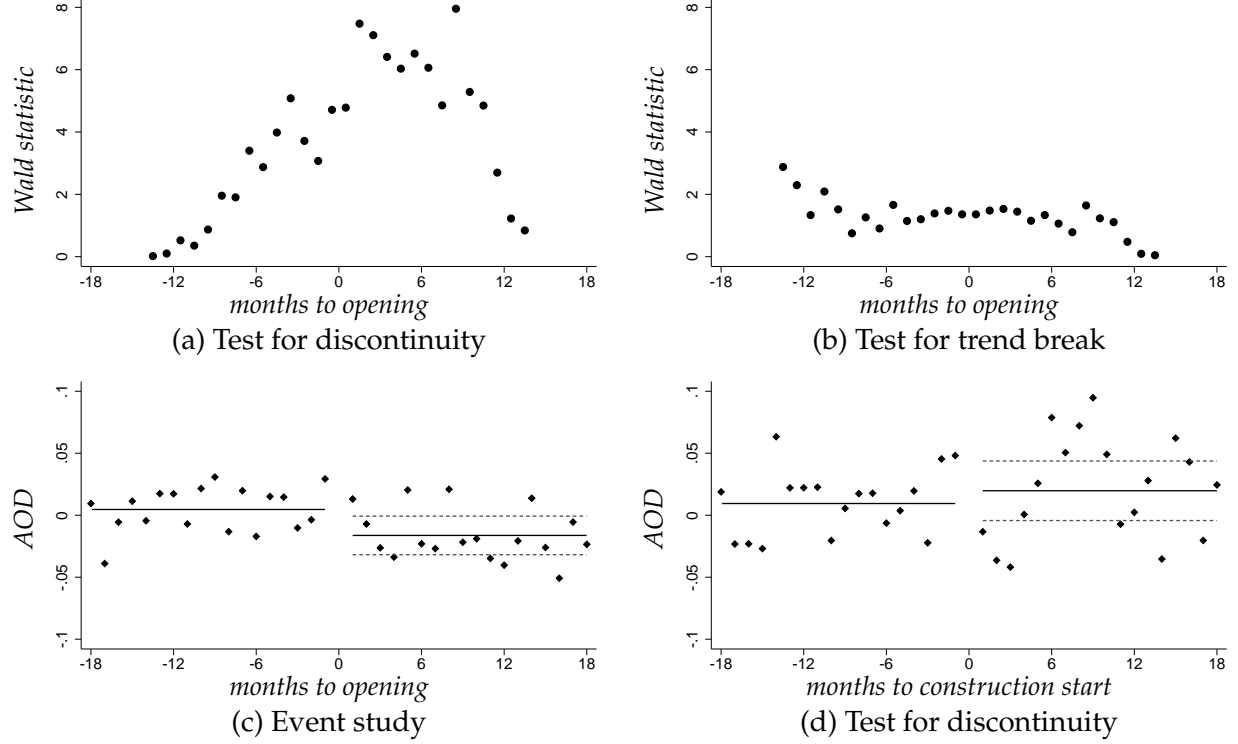 Wald statistic
8
6
4
2
0
-18 -12 -6 0 6 12 18
months to opening
(a) Test for discontinuity
Wald statistic
8
6
4
2
0
-18 -12 -6 0 6 12 18
months to opening
(b) Test for trend break
AOD
.1
.05
0
-.05
-.1
-18 -12 -6 0 6 12 18
months to opening
(c) Event study
AOD
.1
.05
0
-.05
-.1
-18 -12 -6 0 6 12 18
months to construction start
(d) Test for discontinuity